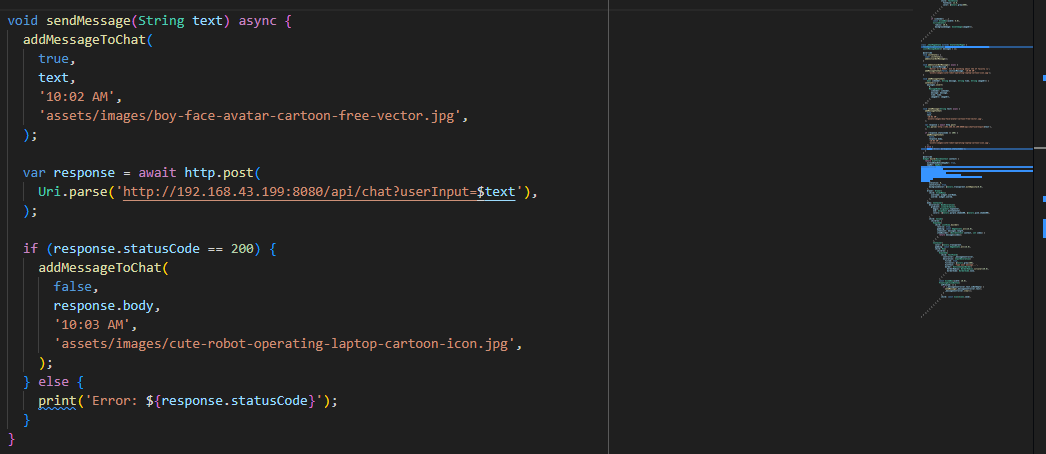 void sendMessage(String text) async {
  addMessageToChat(
    true,
    text,
    '10:02 AM',
    'assets/images/boy-face-avatar-cartoon-free-vector.jpg',
  );

  var response = await http.post(
    Uri.parse('http://192.168.43.199:8080/api/chat?userInput=$text'),
  );

  if (response.statusCode == 200) {
    addMessageToChat(
      false,
      response.body,
      '10:03 AM',
      'assets/images/cute-robot-operating-laptop-cartoon-icon.jpg',
    );
  } else {
    print('Error: ${response.statusCode}');
  }
}